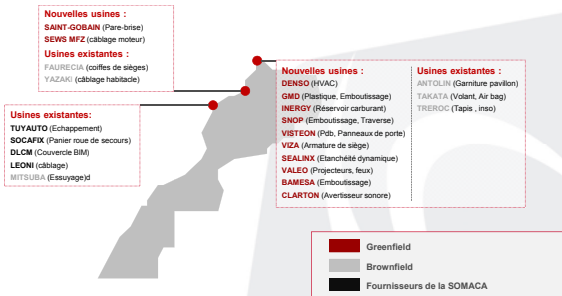 Nouvelles usines :
SAINT-GOBAIN (Pare-brise)
SEWS MFZ (câblage moteur)
Usines existantes :
FAURECIA (coiffes de sièges)
YAZAKI (câblage habitacle)
Usines existantes:
TUYAUTO (Echappement)
SOCAFIX (Panier roue de secours)
DLCM (Couvercle BIM)
LEONI (câblage)
MITSUBA (Essuyage)d
Nouvelles usines :
DENSO (HVAC)
GMD (Plastique, Emboutissage)
INERGY (Réservoir carburant)
SNOP (Emboutissage, Traverse)
VISTEON (Pdb, Panneaux de porte)
VIZA (Armature de siège)
SEALINX (Etanchéité dynamique)
VALEO (Projecteurs, feux)
BAMESA (Emboutissage)
CLARTON (Avertisseur sonore)
Usines existantes :
ANTOLIN (Garniture pavillon)
TAKATA (Volant, Air bag)
TREROC (Tapis , inso)
Greenfield
Brownfield
Fournisseurs de la SOMACA